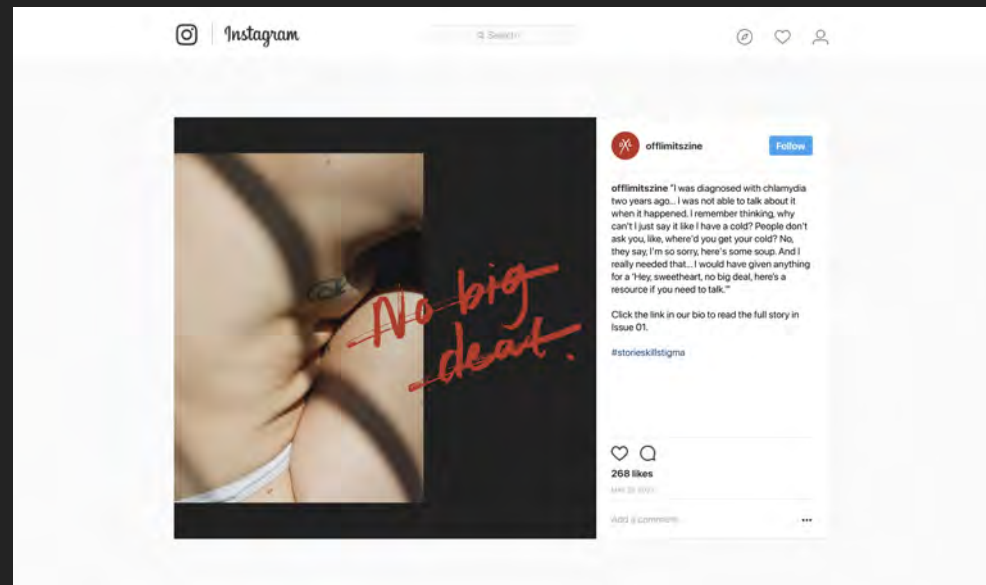 Instagram
Search
No big
deal.
offlimitszine
Follow
offlimitszine "I was diagnosed with chlamydia
two years ago... I was not able to talk about it
when it happened. I remember thinking, why
can't I just say it like I have a cold? People don't
ask you, like, where'd you get your cold? No,
they say, I'm so sorry, here's some soup. And I
really needed that... I would have given anything
for a 'Hey, sweetheart, no big deal, here's a
resource if you need to talk.'"
Click the link in our bio to read the full story in
Issue 01.
#storieskillstigma
268 likes
Add a comment...